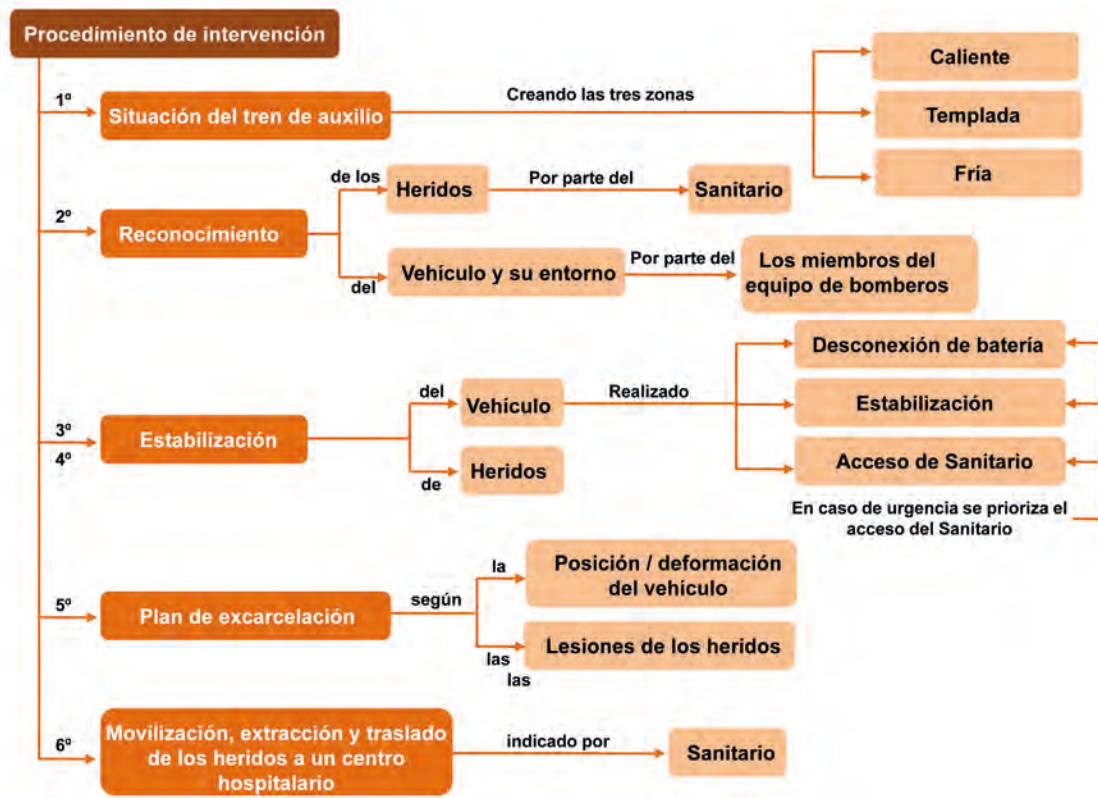 Procedimiento de intervención
1º
Situación del tren de auxilio
Creando las tres zonas
Caliente
Templada
Fría
2º
Reconocimiento
de los
Heridos
Por parte del
Sanitario
del
Vehículo y su entorno
Por parte del
Los miembros del
equipo de bomberos
3º
4º
Estabilización
del
Vehículo
Realizado
Desconexión de batería
Estabilización
Acceso de Sanitario
de
Heridos
En caso de urgencia se prioriza el
acceso del Sanitario
5º
Plan de excarcelación
según
la
Posición / deformación
del vehículo
las
las
Lesiones de los heridos
6º
Movilización, extracción y traslado
de los heridos a un centro
hospitalario
indicado por
Sanitario